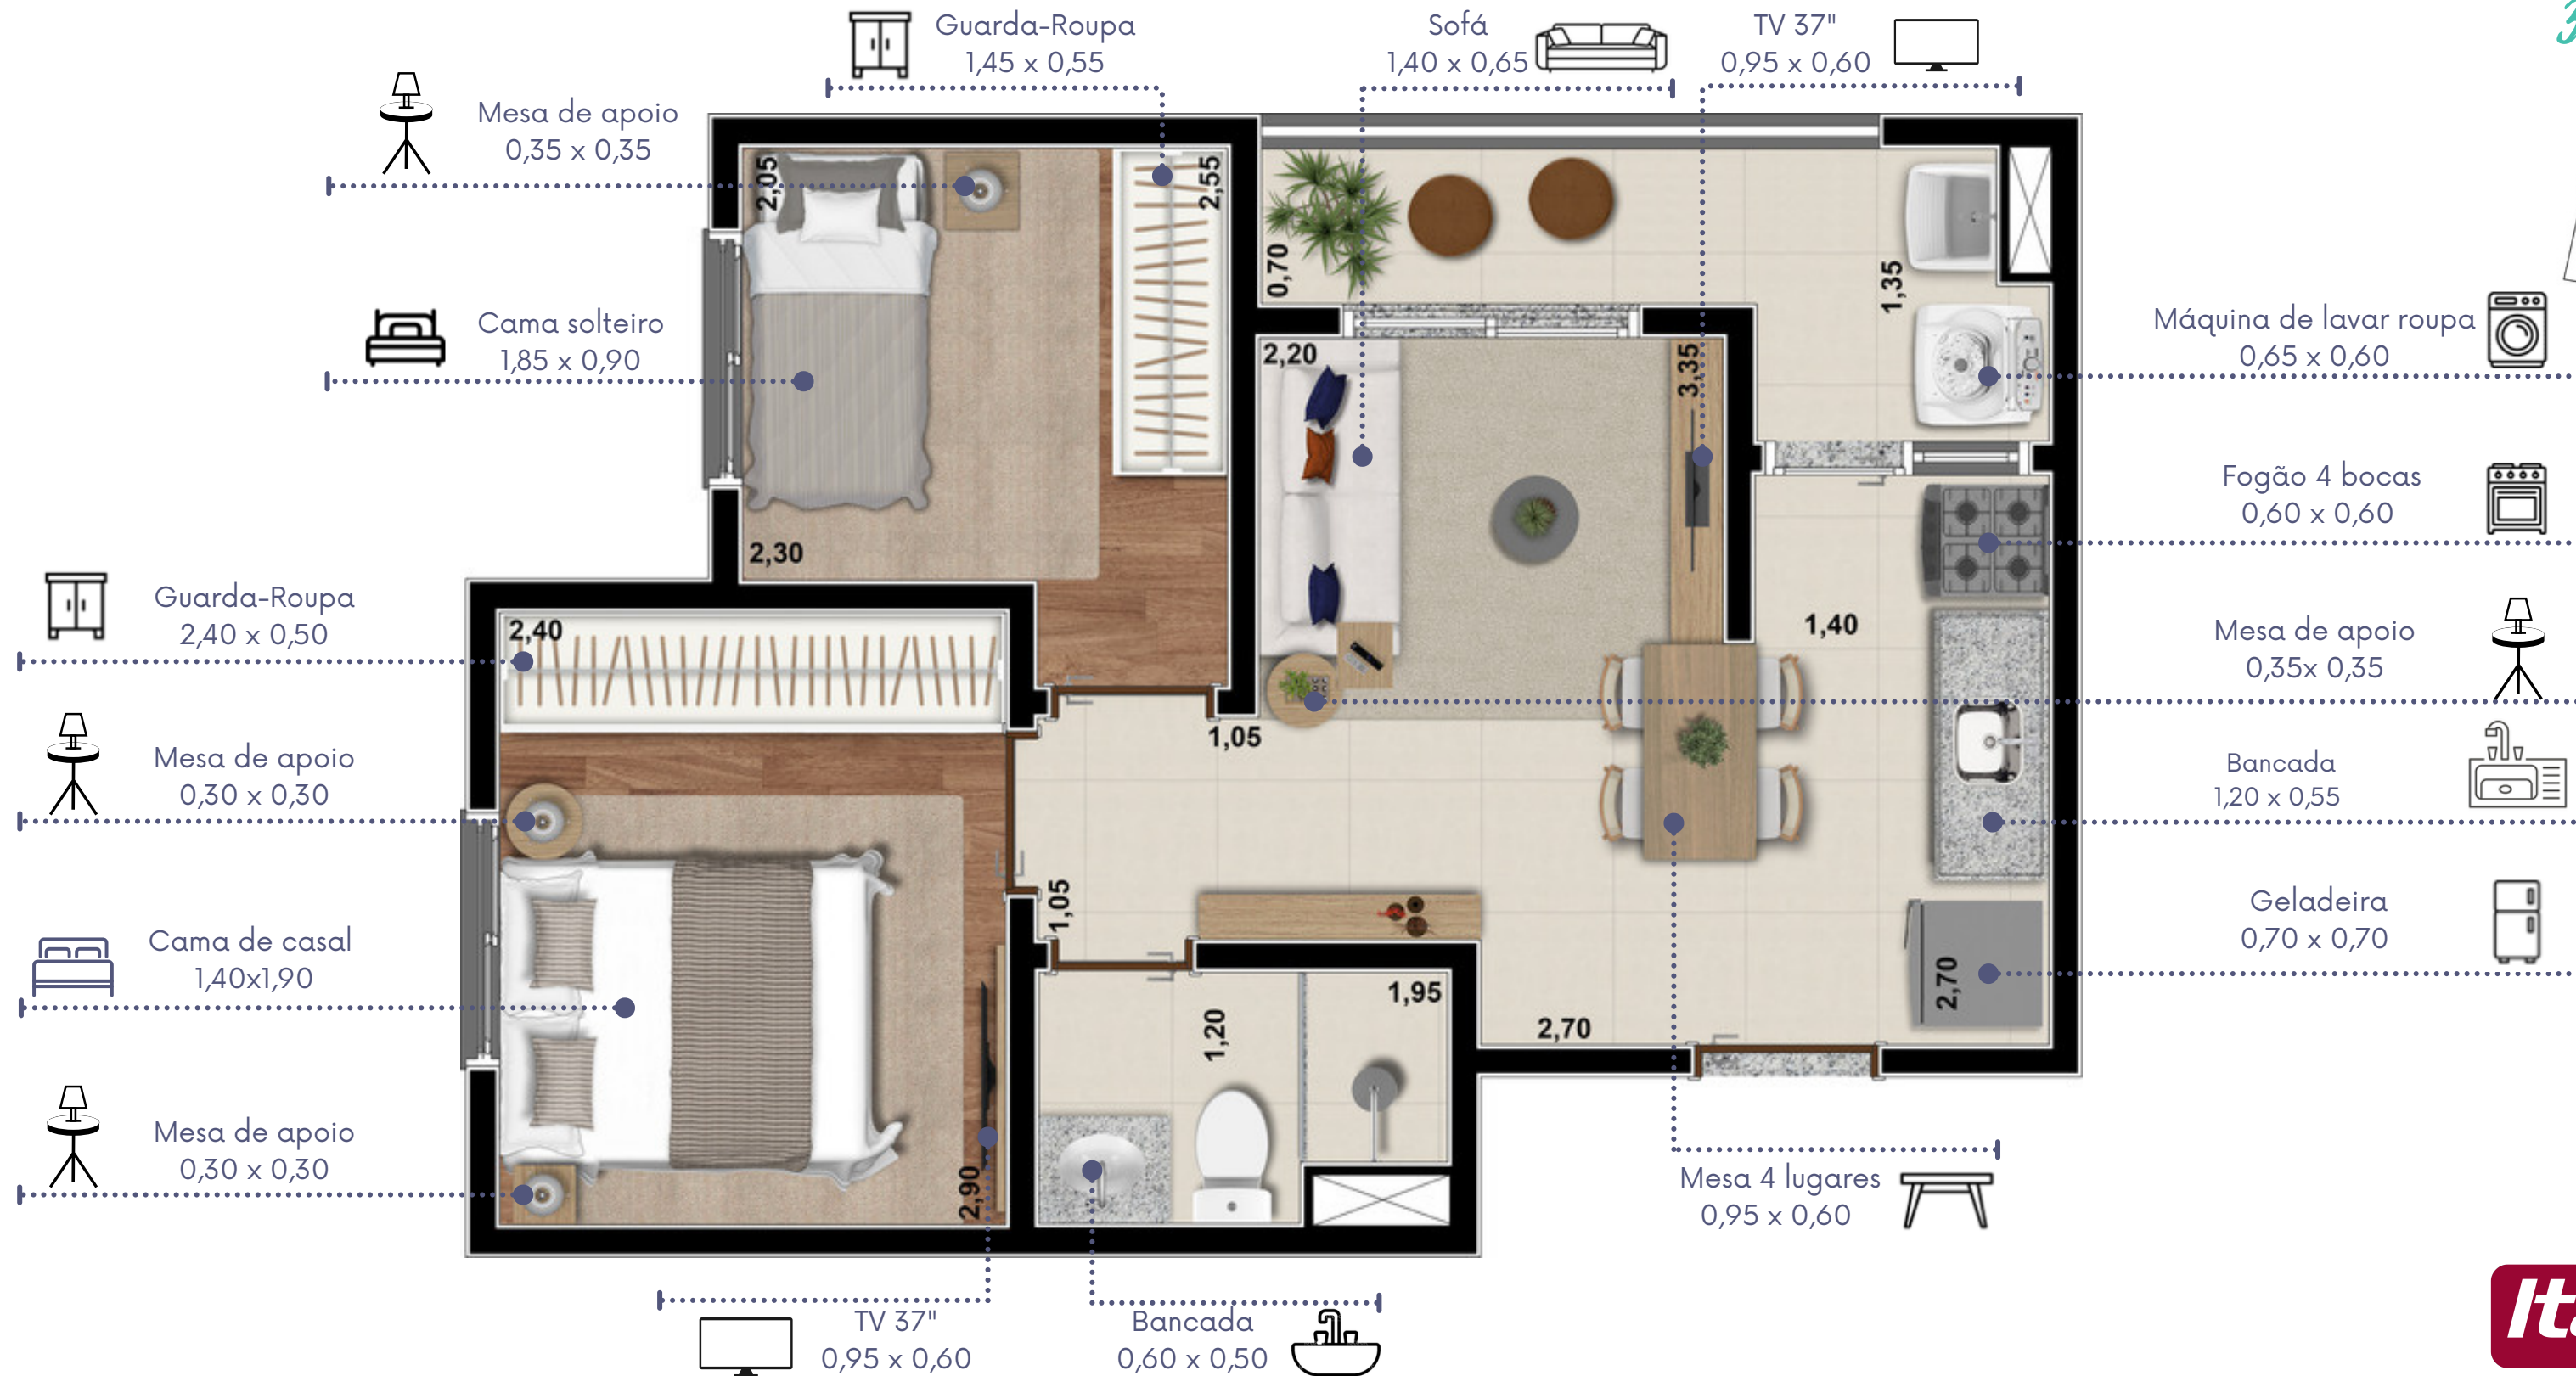 Guarda-Roupa
1,45 x 0,55
Sofá
1,40 x 0,65
TV 37"
0,95 x 0,60
Mesa de apoio
0,35 x 0,35
Cama solteiro
1,85 x 0,90
Guarda-Roupa
2,40 x 0,50
Mesa de apoio
0,30 x 0,30
Cama de casal
1,40x1,90
Mesa de apoio
0,30 x 0,30
2,05
2,55
2,30
0,70
1,35
2,20
3,35
2,40
1,40
1,05
1,05
1,95
1,20
2,70
2,70
2,90
Máquina de lavar roupa
0,65 x 0,60
Fogão 4 bocas
0,60 x 0,60
Mesa de apoio
0,35x 0,35
Bancada
1,20 x 0,55
Geladeira
0,70 x 0,70
Mesa 4 lugares
0,95 x 0,60
TV 37"
0,95 x 0,60
Bancada
0,60 x 0,50